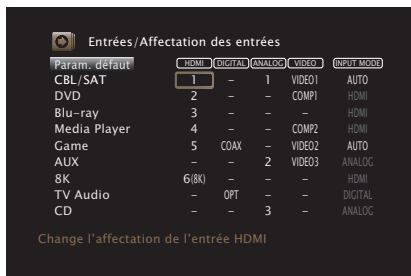 Entrées/Affectation des entrées
Param. défaut HDMI DIGITAL ANALOG VIDEO INPUT MODE
CBL/SAT 1 – 1 VIDEO1 AUTO
DVD 2 – – COMP1 HDMI
Blu-ray 3 – – – HDMI
Media Player 4 – – COMP2 HDMI
Game 5 COAX – VIDEO2 AUTO
AUX – – 2 VIDEO3 ANALOG
8K 6(8K) – – – HDMI
TV Audio – OPT – – DIGITAL
CD – – 3 – ANALOG
Change l'affectation de l'entrée HDMI